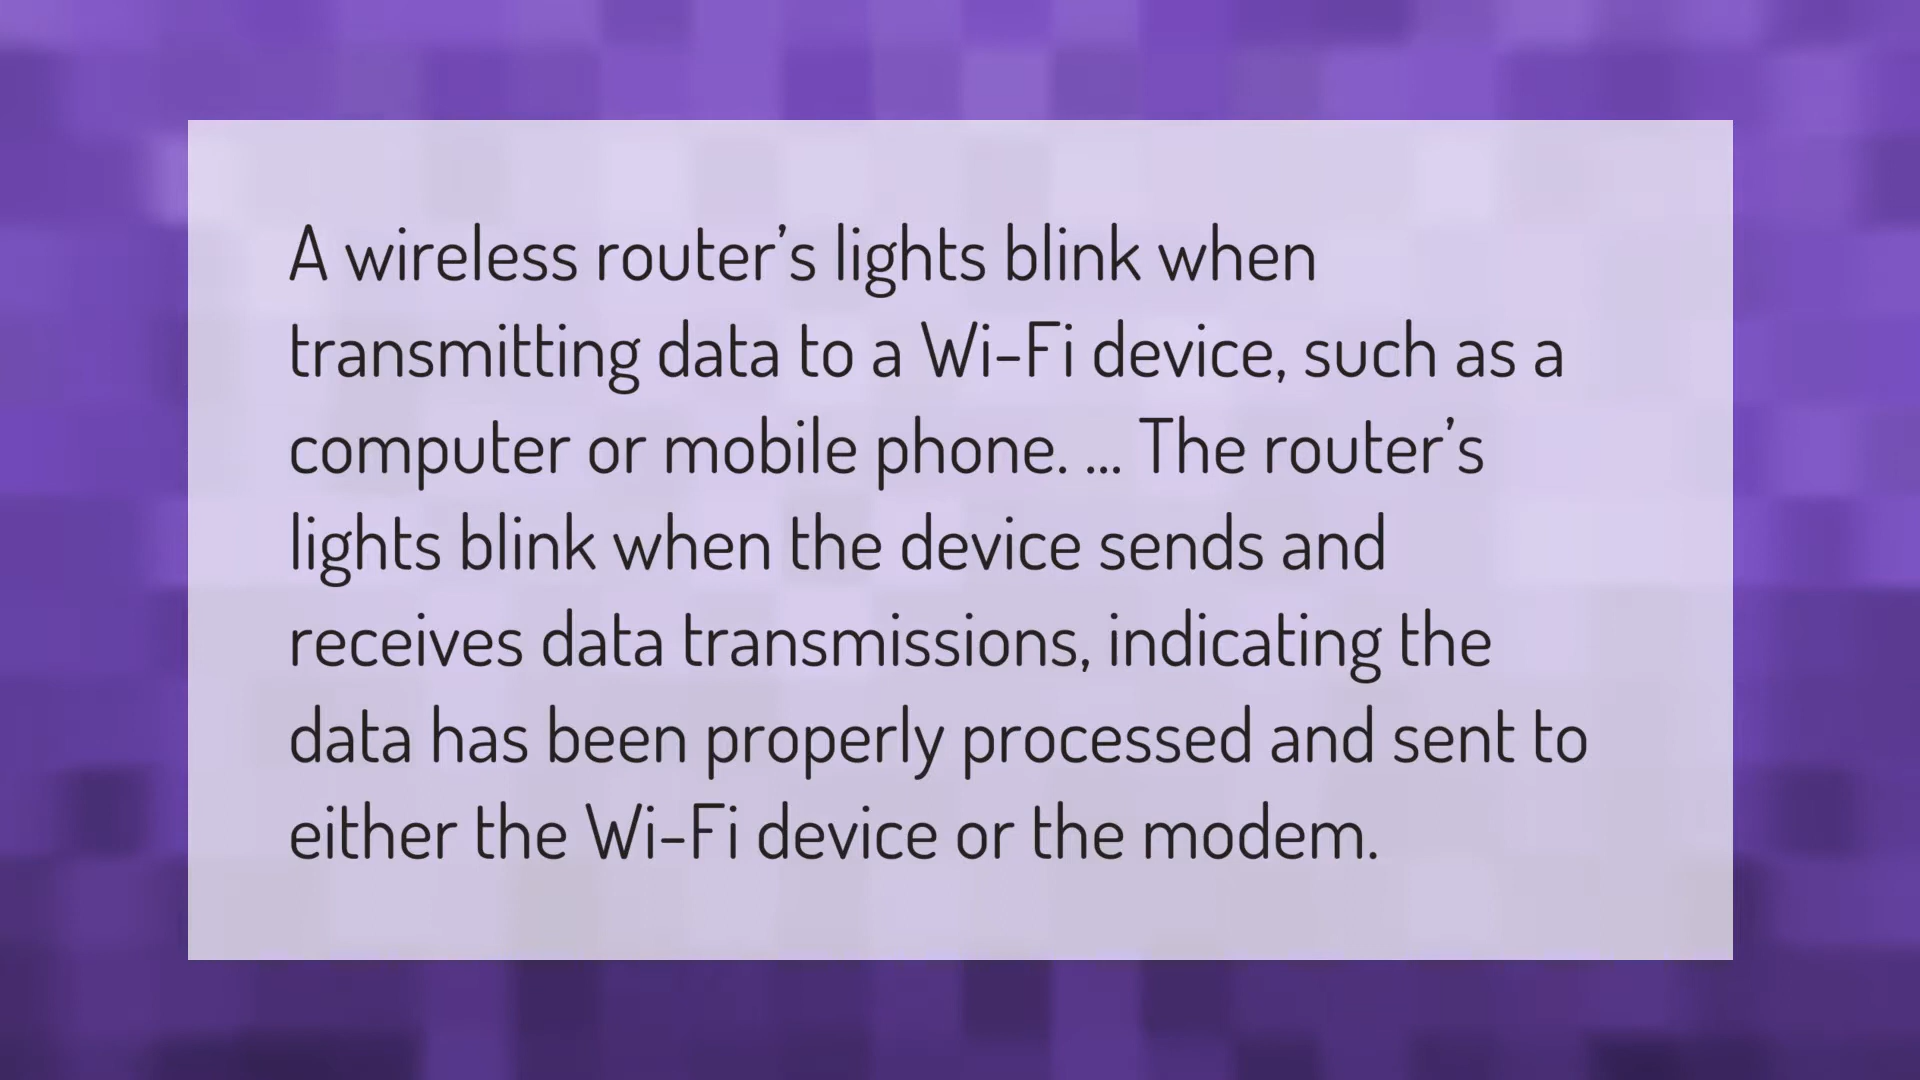 A wireless router’s lights blink when
transmitting data to a Wi-Fi device, such as a
computer or mobile phone. ... The router’s
lights blink when the device sends and
receives data transmissions, indicating the
data has been properly processed and sent to
either the Wi-Fi device or the modem.